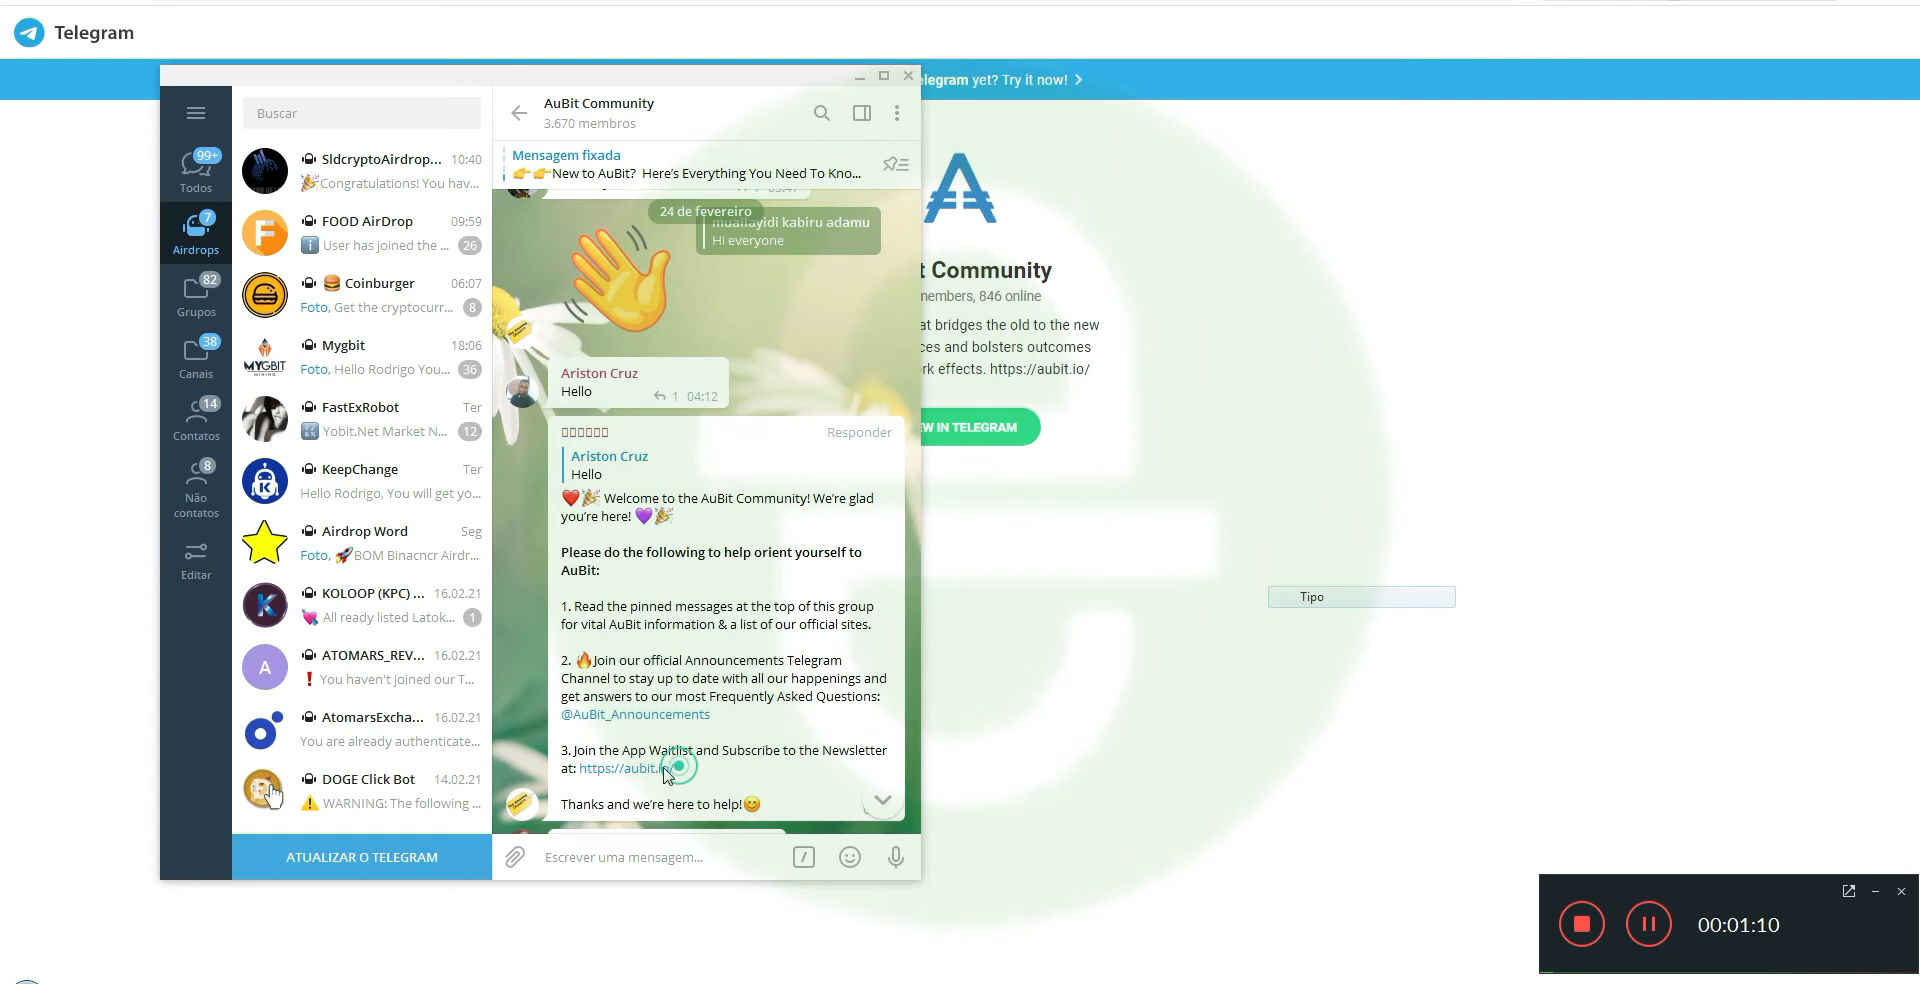 Telegram
elegram yet? Try it now!
Buscar
99+
Todos
7
Airdrops
82
Grupos
38
Canais
14
Contatos
8
Não
contatos
Editar
SldcryptoAirdrop... 10:40
🎉Congratulations! You hav...
FOOD AirDrop 09:59
ℹ️ User has joined the ... 26
🍔 Coinburger 06:07
Foto, Get the cryptocurr... 8
Mygbit 18:06
Foto, Hello Rodrigo You... 36
MYGBIT
FastExRobot Ter
🔣 Yobit.Net Market N... 12
KeepChange Ter
Hello Rodrigo, You will get yo...
Airdrop Word Seg
Foto, 🚀BOM Binacncr Airdr...
KOLOOP (KPC) ... 16.02.21
💘 All ready listed Latok... 1
A
ATOMARS_REV... 16.02.21
❗ You haven't joined our T...
AtomarsExcha... 16.02.21
You are already authenticate...
DOGE Click Bot 14.02.21
⚠️ WARNING: The following ...
ATUALIZAR O TELEGRAM
AuBit Community
3.670 membros
Mensagem fixada
👉👉New to AuBit? Here's Everything You Need To Kno...
24 de fevereiro
muallayidi kabiru adamu
Hi everyone
Ariston Cruz
Hello
1 04:12
Responder
Ariston Cruz
Hello
❤️🎉 Welcome to the AuBit Community! We're glad
you're here! 💜🎉
Please do the following to help orient yourself to
AuBit:
1. Read the pinned messages at the top of this group
for vital AuBit information & a list of our official sites.
2. 🔥Join our official Announcements Telegram
Channel to stay up to date with all our happenings and
get answers to our most Frequently Asked Questions:
@AuBit_Announcements
3. Join the App Waitlist and Subscribe to the Newsletter
at: https://aubit.io/
Thanks and we're here to help!😊
Escrever uma mensagem...
t Community
members, 846 online
at bridges the old to the new
ces and bolsters outcomes
rk effects. https://aubit.io/
EW IN TELEGRAM
Tipo
00:01:10